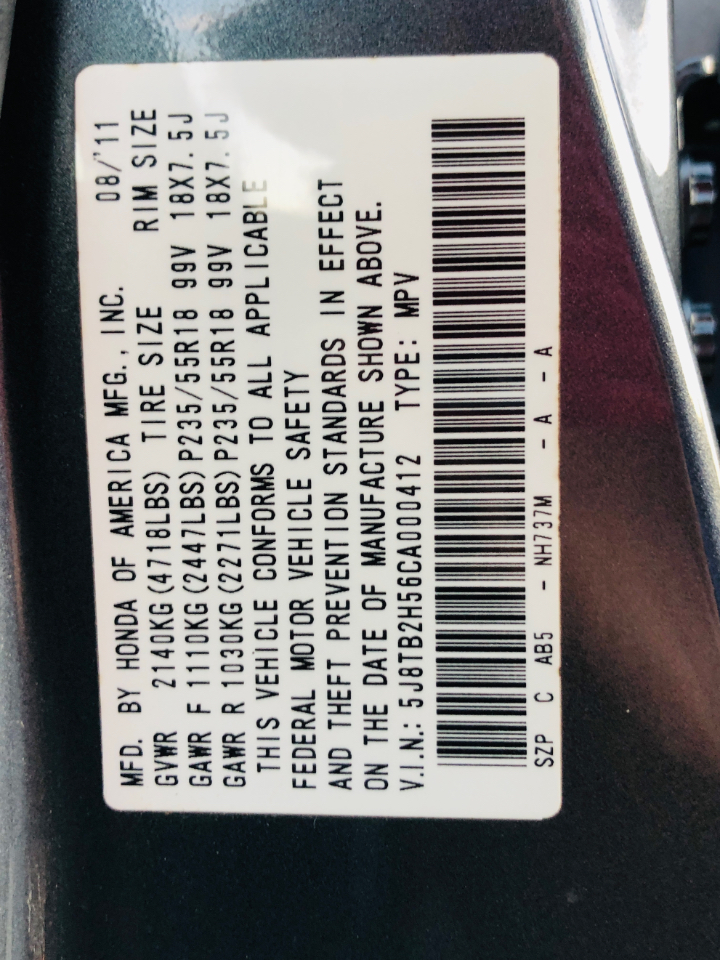 MFD. BY HONDA OF AMERICA MFG., INC. 08/'11
GVWR 2140KG(4718LBS) TIRE SIZE RIM SIZE
GAWR F 1110KG(2447LBS)P235/55R18 99V 18X7.5J
GAWR R 1030KG(2271LBS)P235/55R18 99V 18X7.5J
THIS VEHICLE CONFORMS TO ALL APPLICABLE
FEDERAL MOTOR VEHICLE SAFETY
AND THEFT PREVENTION STANDARDS IN EFFECT
ON THE DATE OF MANUFACTURE SHOWN ABOVE.
V.I.N.: 5J8TB2H56CA000412 TYPE: MPV
SZP C AB5 - NH737M - A - A